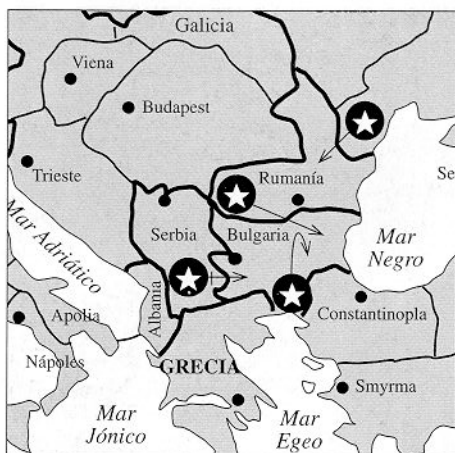 Galicia
Viena
Budapest
Trieste
Rumanía
Se
Mar Adriático
Serbia
Bulgaria
Mar
Negro
Albania
Apolia
Constantinopla
Nápoles
GRECIA
Smyrma
Mar
Jónico
Mar
Egeo